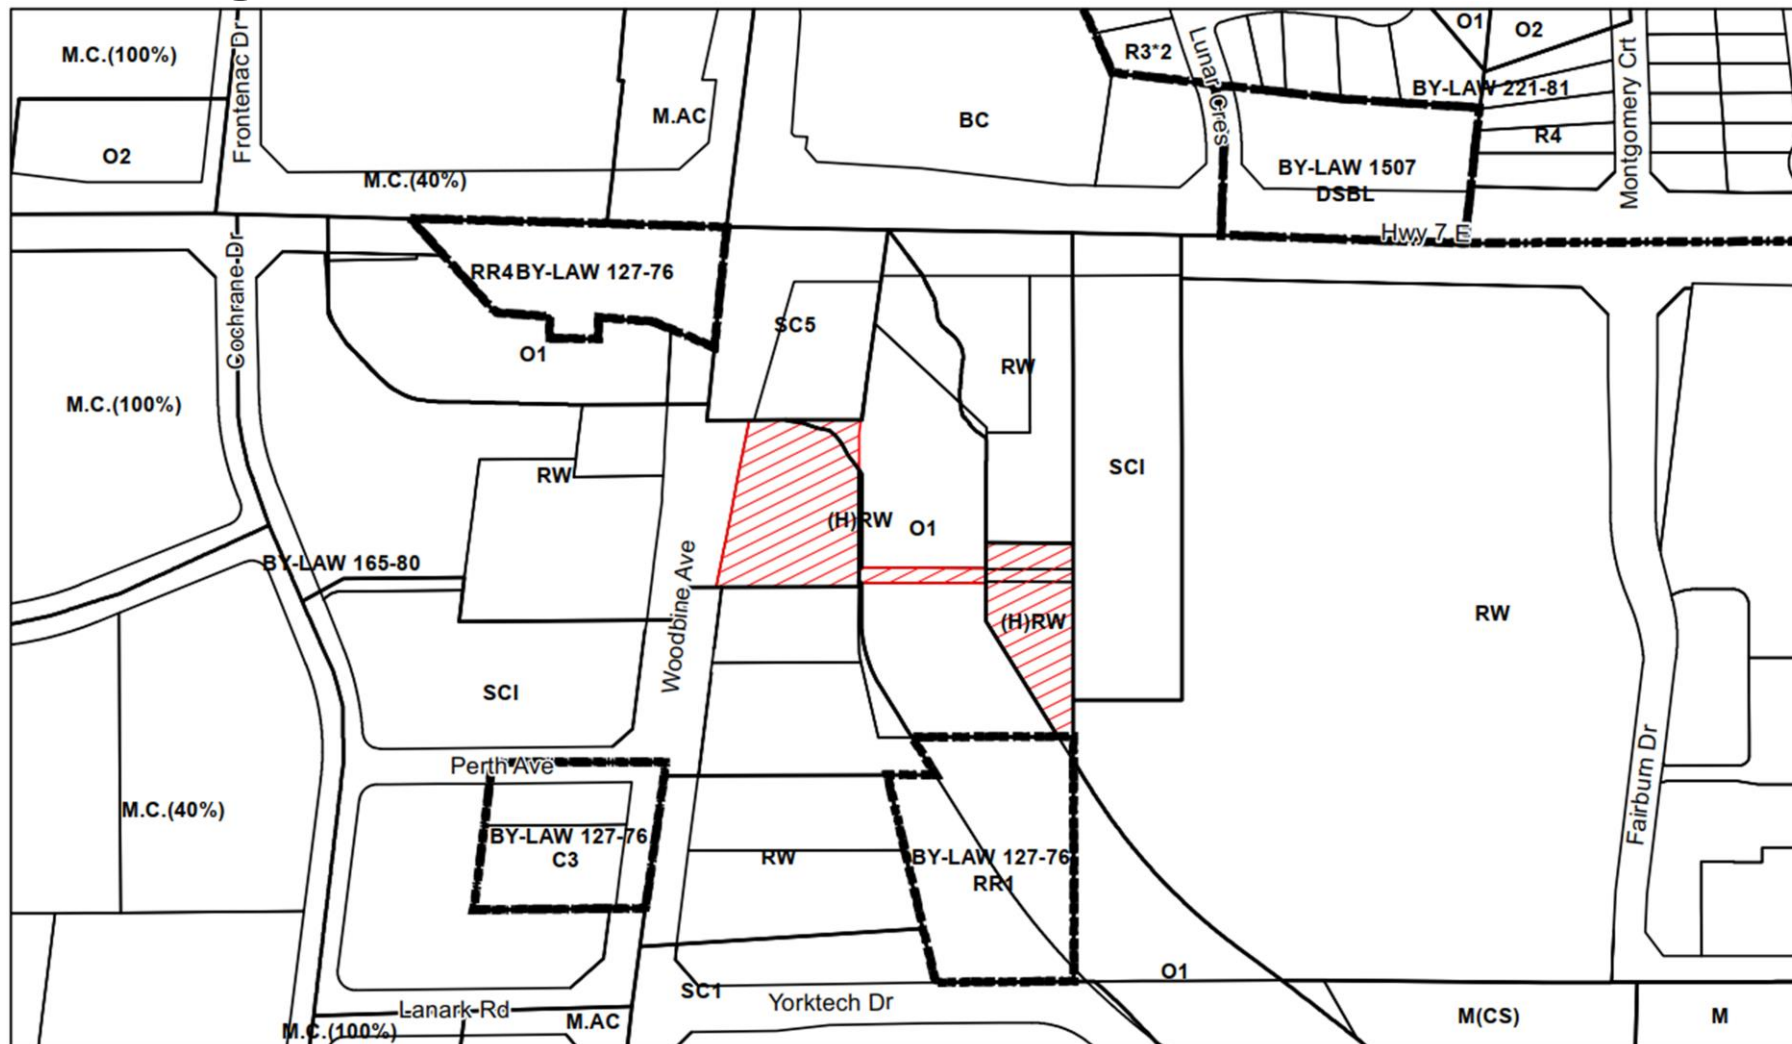 O1
O2
M.C.(100%)
R3*2
Frontenac Dr
Lunar Cres
Montgomery Crt
BY-LAW 221-81
M.AC
BC
R4
O2
BY-LAW 1507
DSBL
M.C.(40%)
Hwy 7 E
Cochrane Dr
RR4BY-LAW 127-76
SC5
O1
RW
M.C.(100%)
SCI
RW
(H)RW
O1
BY-LAW 165-80
Woodbine Ave
(H)RW
RW
SCI
Perth Ave
Fairburn Dr
M.C.(40%)
BY-LAW 127-76
C3
RW
BY-LAW 127-76
RR1
O1
SC1
Yorktech Dr
Lanark Rd
M.AC
M.C.(100%)
M(CS)
M